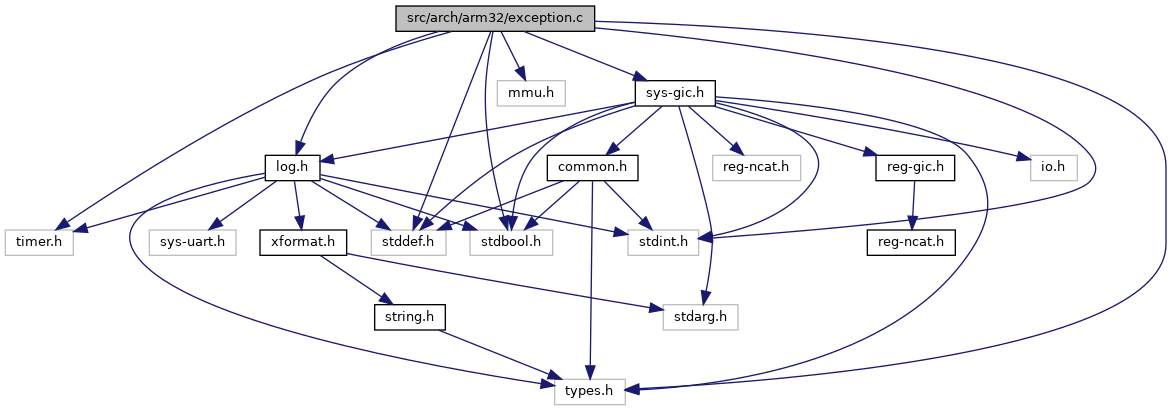 src/arch/arm32/exception.c
mmu.h
sys-gic.h
log.h
common.h
reg-ncat.h
reg-gic.h
io.h
timer.h
sys-uart.h
xformat.h
stddef.h
stdbool.h
stdint.h
reg-ncat.h
string.h
stdarg.h
types.h